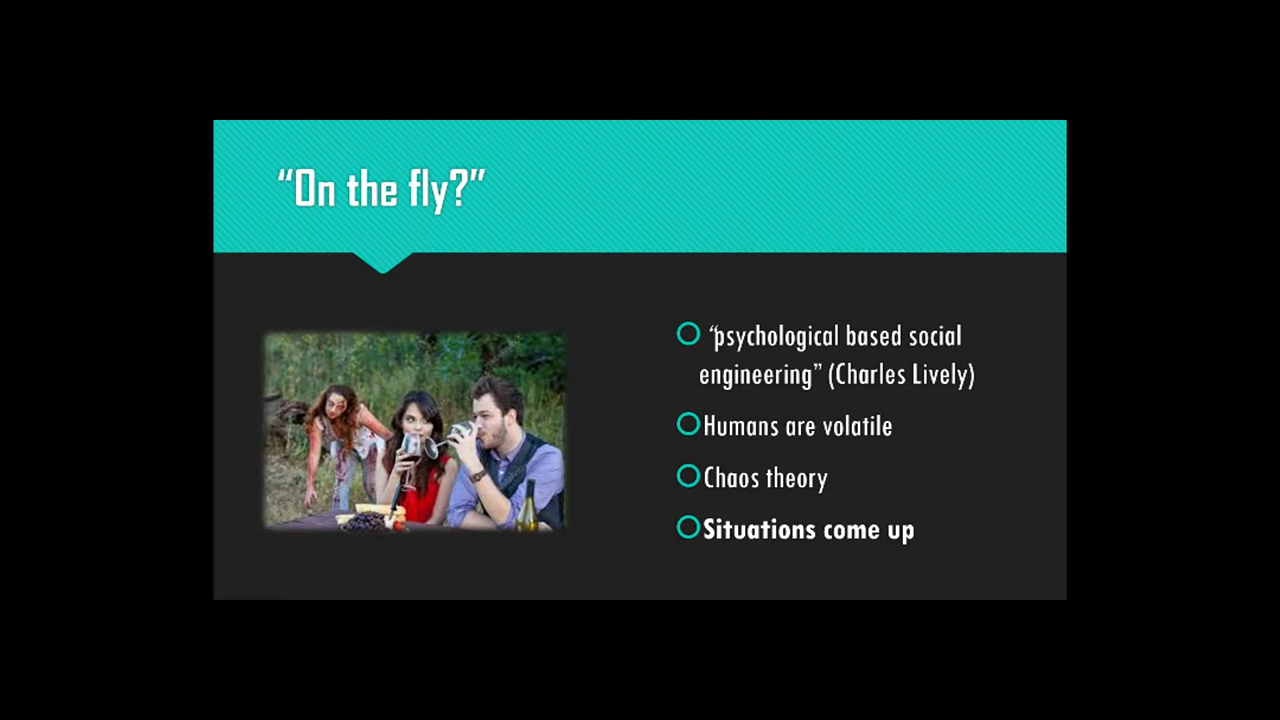 “On the fly?”
“psychological based social
engineering” (Charles Lively)
Humans are volatile
Chaos theory
Situations come up